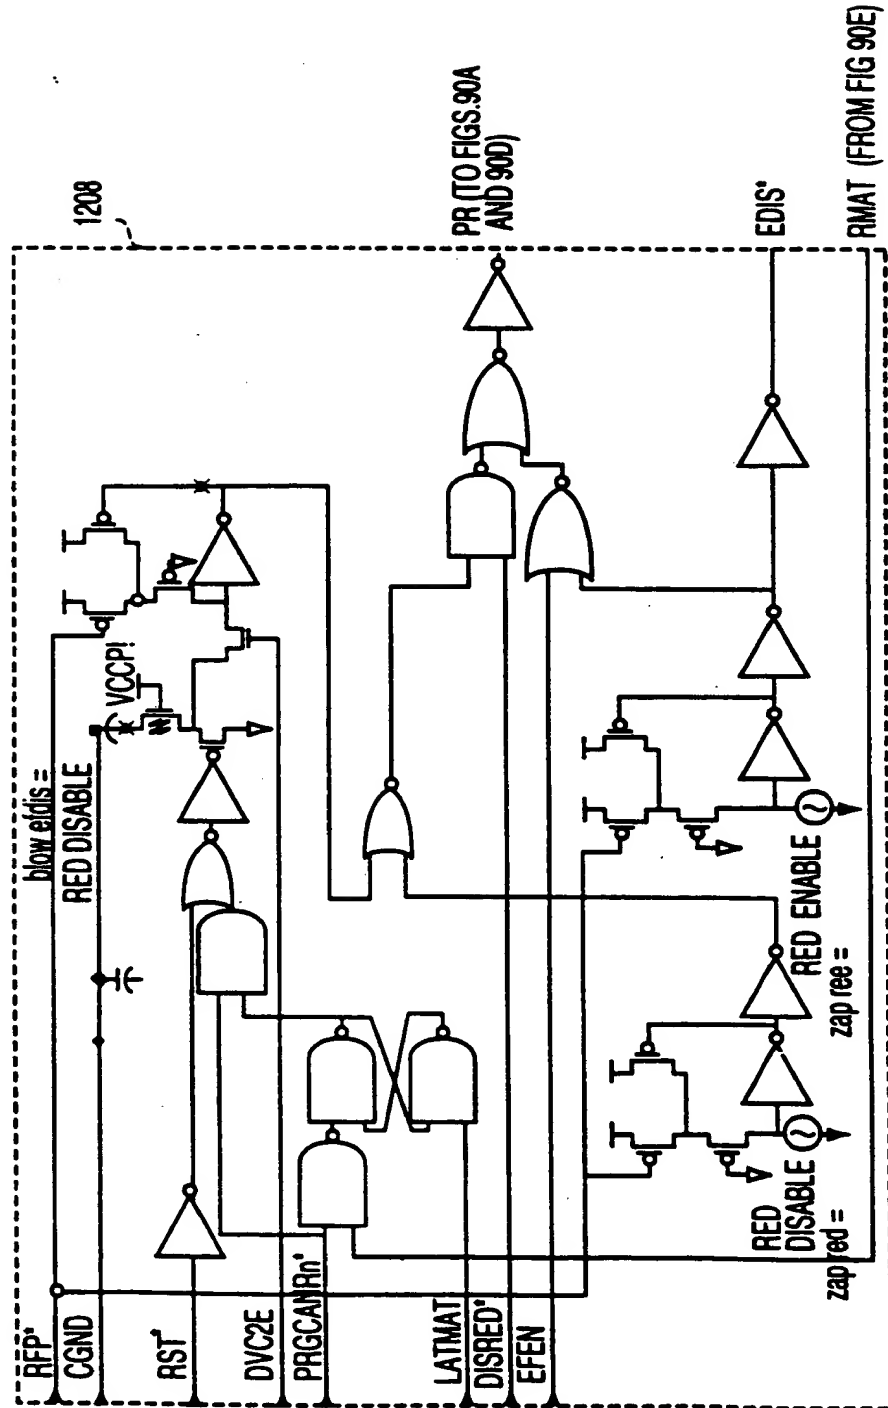 1208
RFP*
CGND
RST*
DVC2E
PRGCANRn*
LATMAT
DISRED*
EFEN
blow efdis =
RED DISABLE
VCCP!
PR (TO FIGS.90A
AND 90D)
RED
DISABLE
zap red =
RED ENABLE
zap ree =
EDIS*
RMAT (FROM FIG 90E)